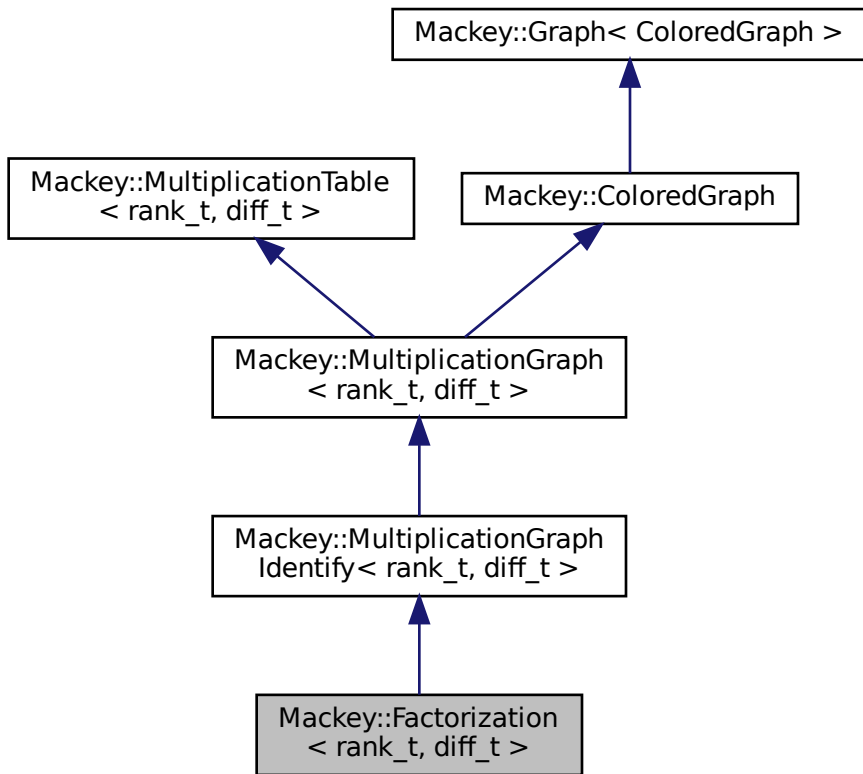 Mackey::Graph< ColoredGraph >
Mackey::MultiplicationTable
< rank_t, diff_t >
Mackey::ColoredGraph
Mackey::MultiplicationGraph
< rank_t, diff_t >
Mackey::MultiplicationGraph
Identify< rank_t, diff_t >
Mackey::Factorization
< rank_t, diff_t >